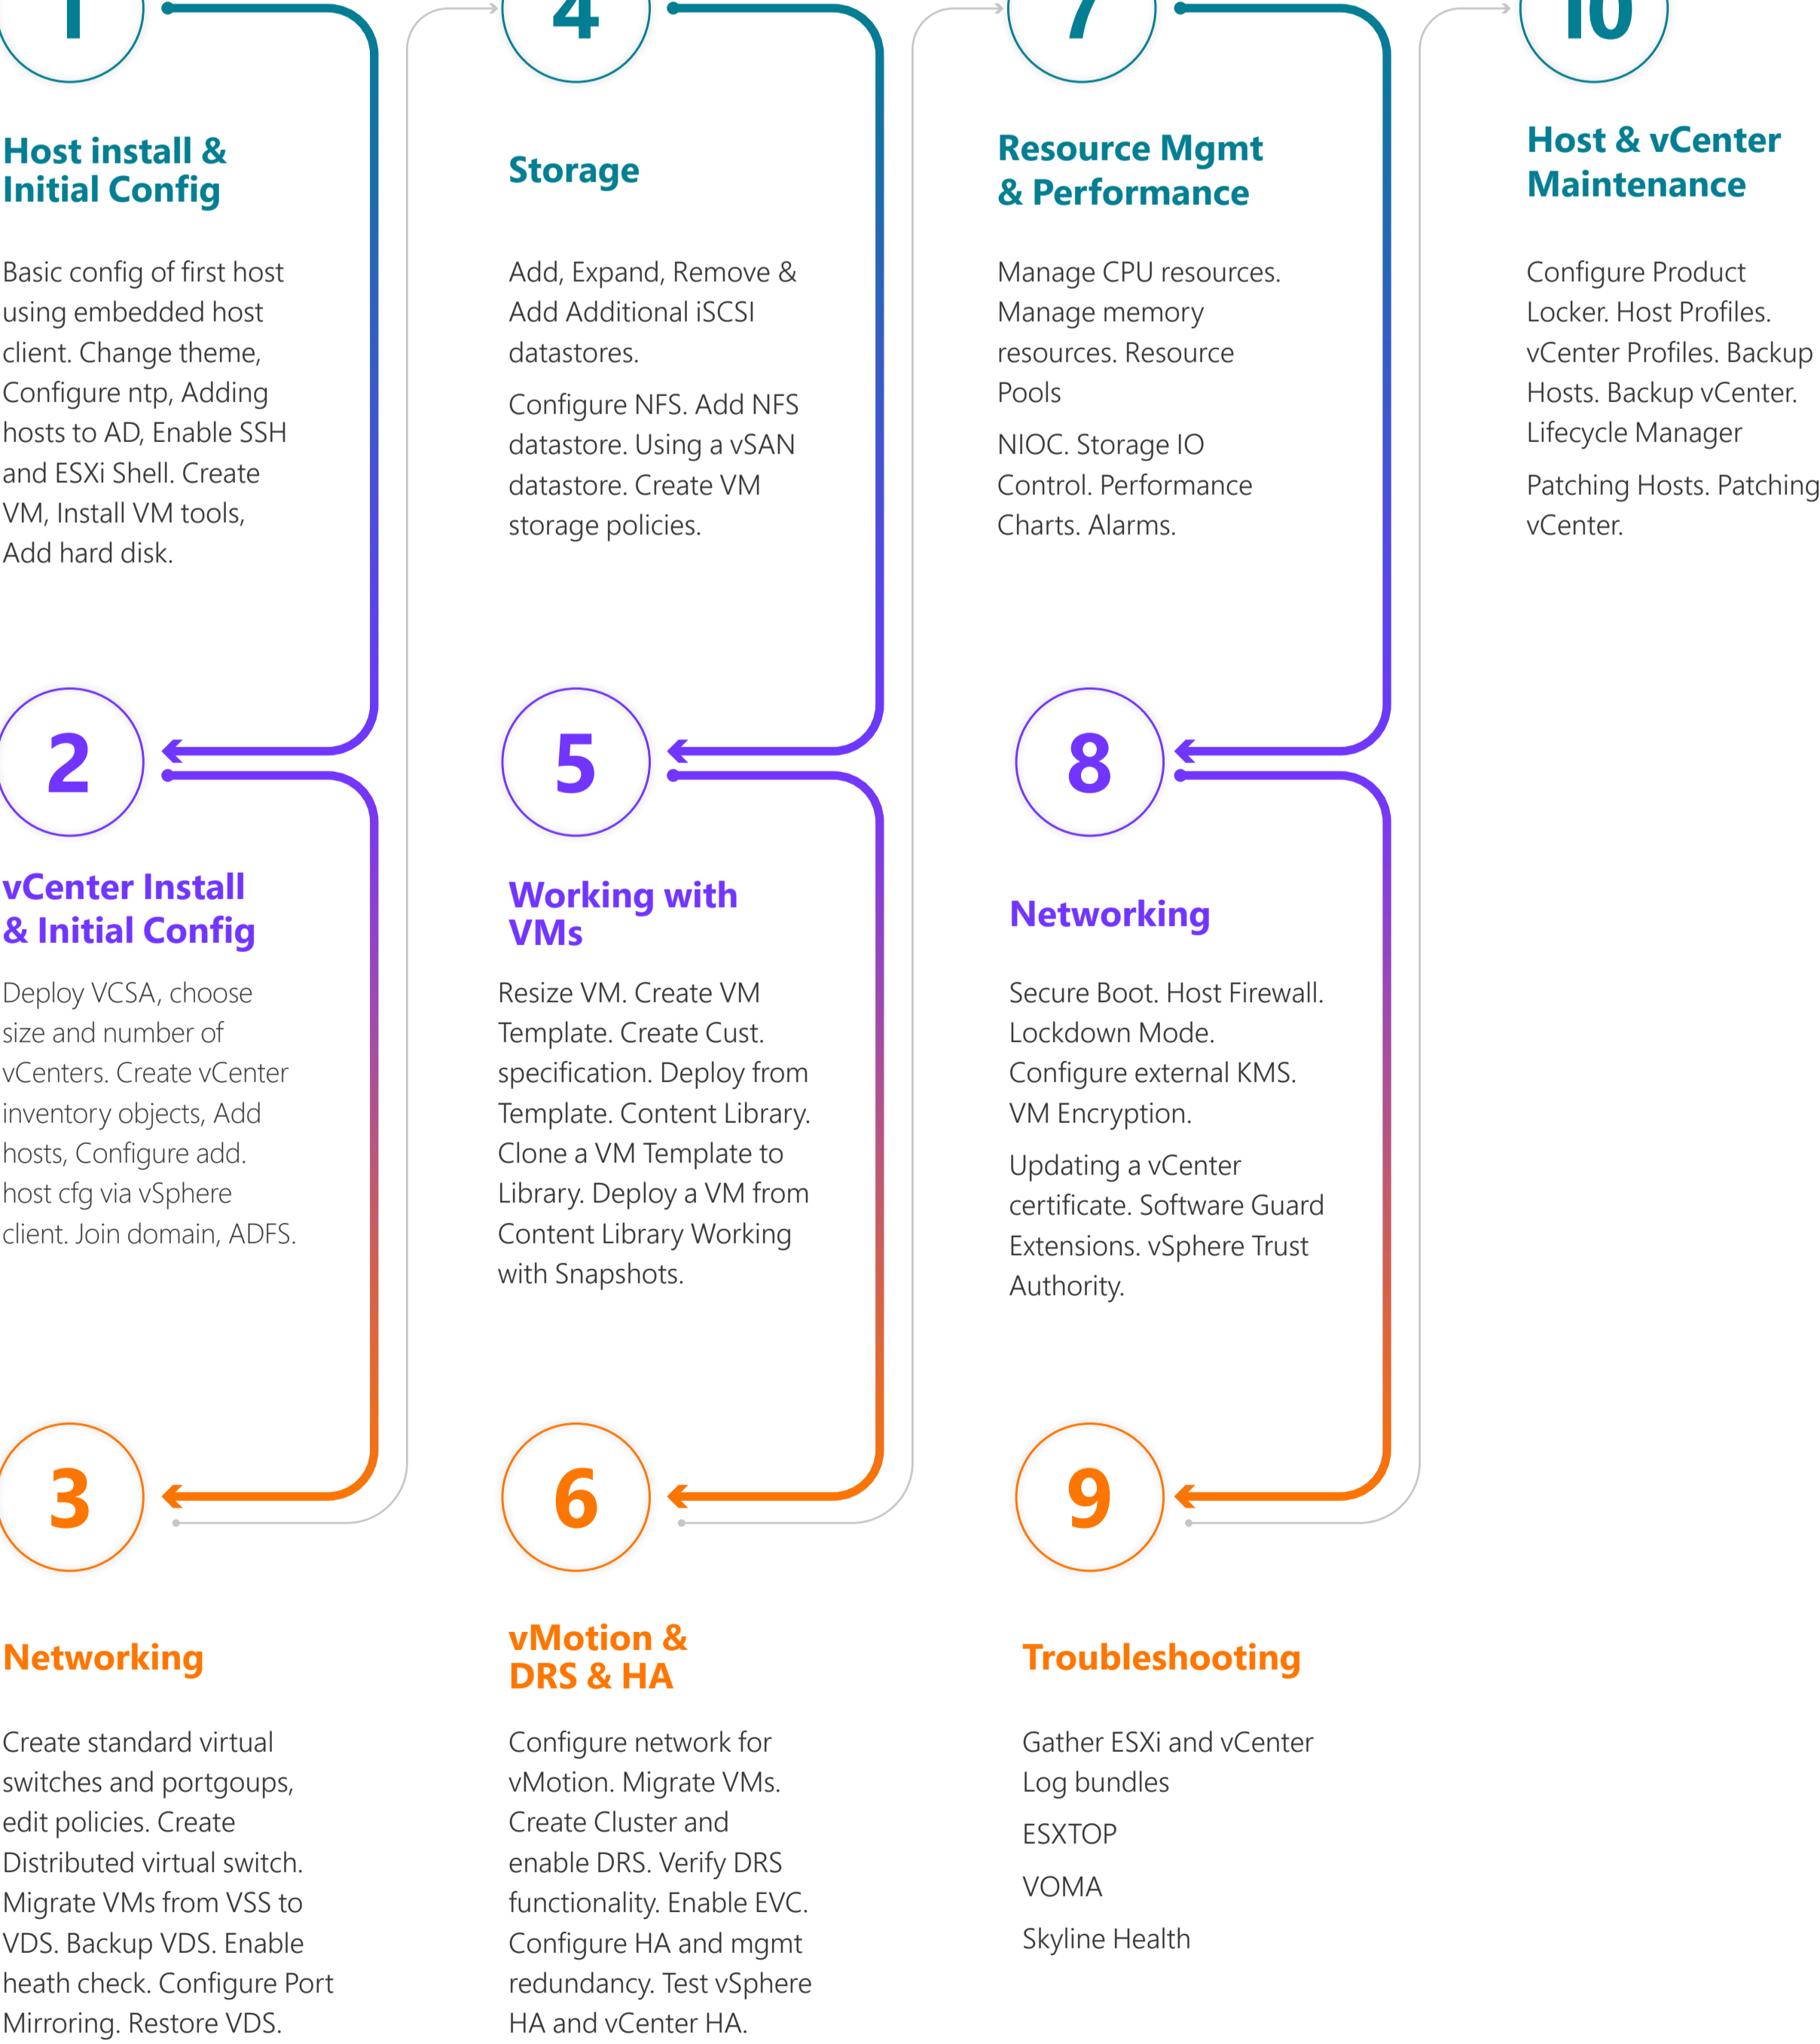 1
Host install &
Initial Config
Basic config of first host
using embedded host
client. Change theme,
Configure ntp, Adding
hosts to AD, Enable SSH
and ESXi Shell. Create
VM, Install VM tools,
Add hard disk.
2
vCenter Install
& Initial Config
Deploy VCSA, choose
size and number of
vCenters. Create vCenter
inventory objects, Add
hosts, Configure add.
host cfg via vSphere
client. Join domain, ADFS.
3
Networking
Create standard virtual
switches and portgoups,
edit policies. Create
Distributed virtual switch.
Migrate VMs from VSS to
VDS. Backup VDS. Enable
heath check. Configure Port
Mirroring. Restore VDS.
4
Storage
Add, Expand, Remove &
Add Additional iSCSI
datastores.
Configure NFS. Add NFS
datastore. Using a vSAN
datastore. Create VM
storage policies.
5
Working with
VMs
Resize VM. Create VM
Template. Create Cust.
specification. Deploy from
Template. Content Library.
Clone a VM Template to
Library. Deploy a VM from
Content Library Working
with Snapshots.
6
vMotion &
DRS & HA
Configure network for
vMotion. Migrate VMs.
Create Cluster and
enable DRS. Verify DRS
functionality. Enable EVC.
Configure HA and mgmt
redundancy. Test vSphere
HA and vCenter HA.
7
Resource Mgmt
& Performance
Manage CPU resources.
Manage memory
resources. Resource
Pools
NIOC. Storage IO
Control. Performance
Charts. Alarms.
8
Networking
Secure Boot. Host Firewall.
Lockdown Mode.
Configure external KMS.
VM Encryption.
Updating a vCenter
certificate. Software Guard
Extensions. vSphere Trust
Authority.
9
Troubleshooting
Gather ESXi and vCenter
Log bundles
ESXTOP
VOMA
Skyline Health
10
Host & vCenter
Maintenance
Configure Product
Locker. Host Profiles.
vCenter Profiles. Backup
Hosts. Backup vCenter.
Lifecycle Manager
Patching Hosts. Patching
vCenter.